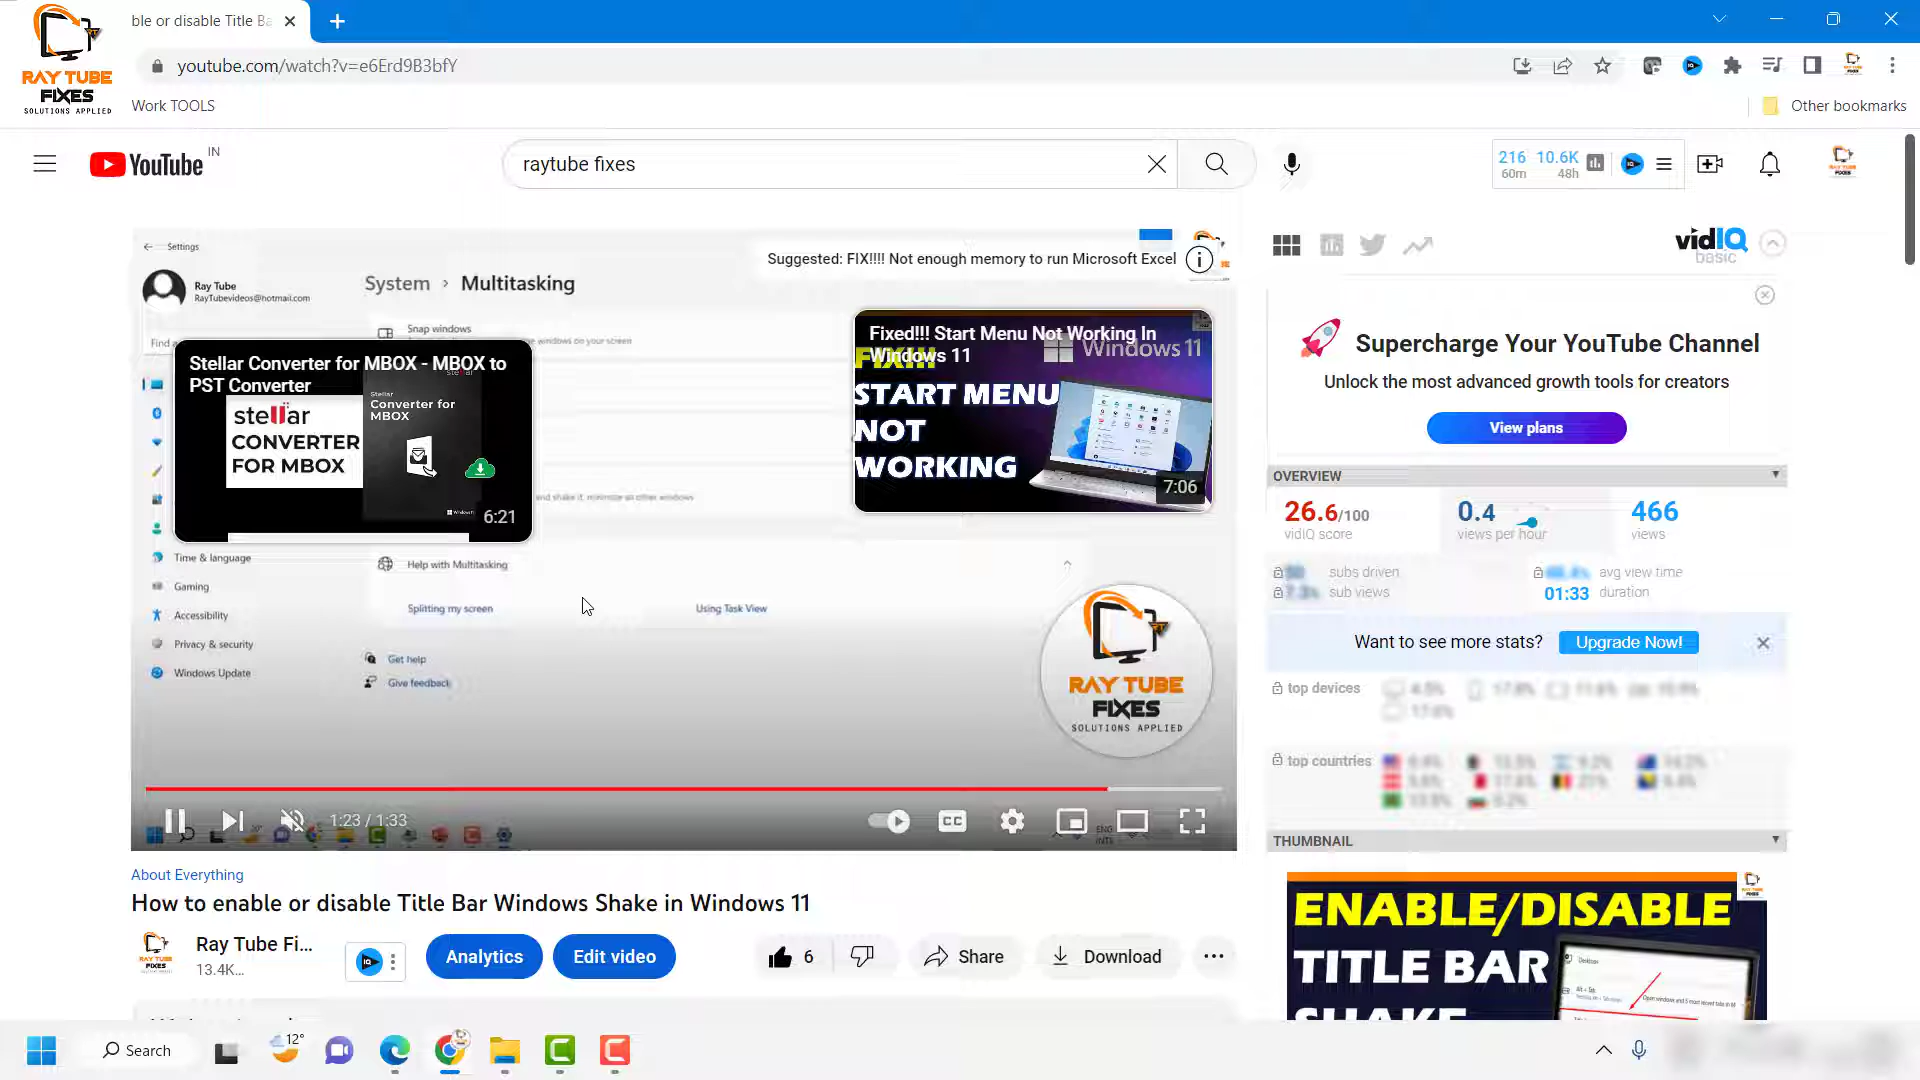 ble or disable Title Ba
RAY TUBE
FIXES
SOLUTIONS APPLIED
youtube.com/watch?v=e6Erd9B3bfY
Work TOOLS
Other bookmarks
YouTube IN
raytube fixes
216 10.6K
60m 48h
Settings
Ray Tube
RayTubevideos@hotmail.com
System > Multitasking
Suggested: FIX!!!! Not enough memory to run Microsoft Excel
Snap windows
Stellar Converter for MBOX - MBOX to
PST Converter
stellar
CONVERTER
FOR MBOX
Converter for
MBOX
6:21
Fixed!!! Start Menu Not Working In
Windows 11
FIX!!!
Windows 11
START MENU
NOT
WORKING
7:06
Time & language
Gaming
Accessibility
Privacy & security
Windows Update
Help with Multitasking
Splitting my screen
Using Task View
Get help
Give feedback
RAY TUBE
FIXES
SOLUTIONS APPLIED
1:23 / 1:33
CC
ENG
vidIQ
basic
Supercharge Your YouTube Channel
Unlock the most advanced growth tools for creators
View plans
OVERVIEW
26.6/100
vidIQ score
0.4
views per hour
466
views
subs driven
avg view time
sub views
01:33 duration
Want to see more stats?
Upgrade Now!
top devices
top countries
THUMBNAIL
ENABLE/DISABLE
TITLE BAR
SHAKE
About Everything
How to enable or disable Title Bar Windows Shake in Windows 11
Ray Tube Fi...
13.4K...
Analytics
Edit video
6
Share
Download
Search
12°